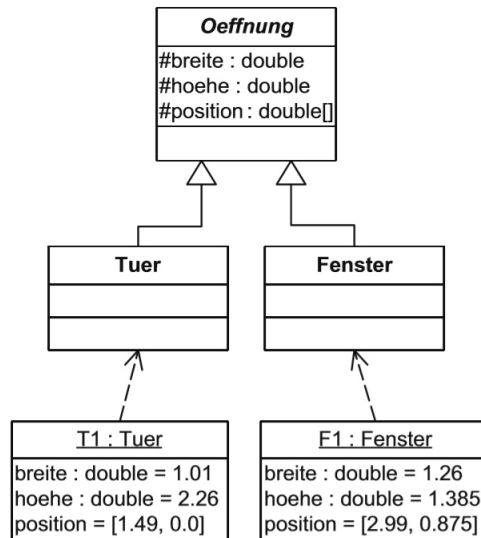 Oeffnung
#breite : double
#hoehe : double
#position : double[]
Tuer
Fenster
T1 : Tuer
breite : double = 1.01
hoehe : double = 2.26
position = [1.49, 0.0]
F1 : Fenster
breite : double = 1.26
hoehe : double = 1.385
position = [2.99, 0.875]